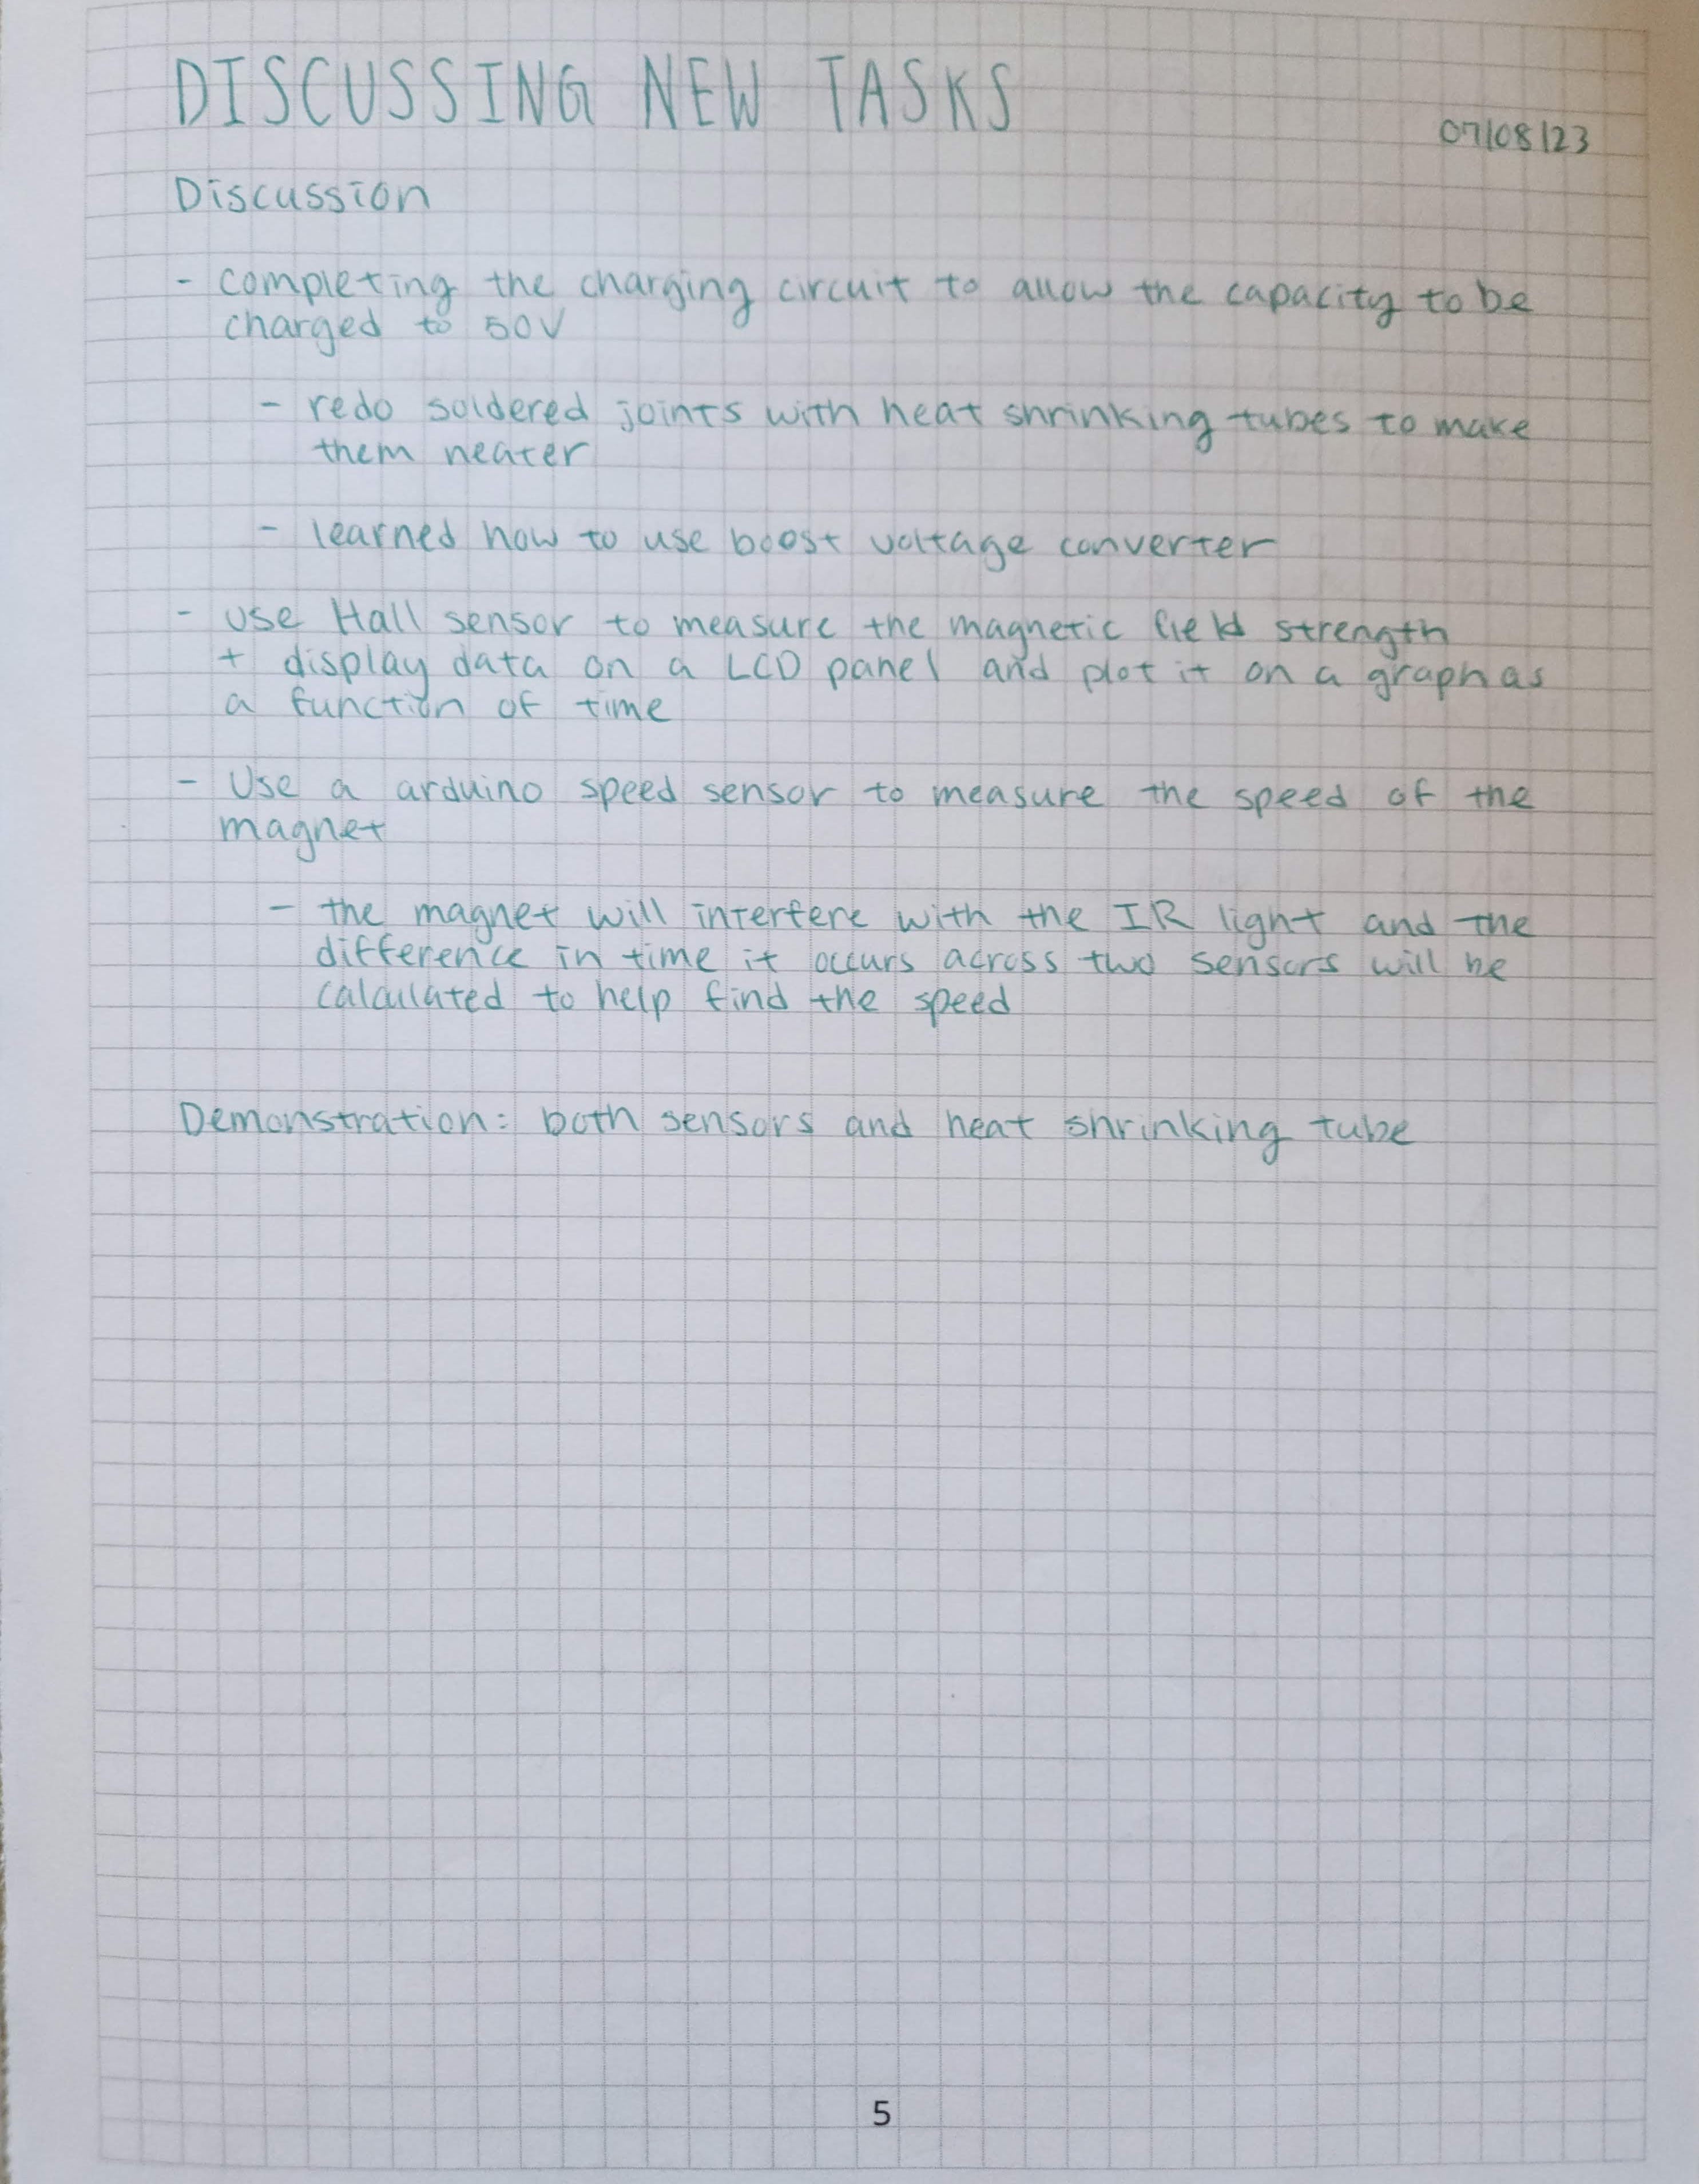 DISCUSSING NEW TASKS
07/08/23
Discussion
- completing the charging circuit to allow the capacity to be
charged to 50V
- redo soldered joints with heat shrinking tubes to make
them neater
- learned how to use boost voltage converter
- use Hall sensor to measure the magnetic field strength
+ display data on a LCD panel and plot it on a graph as
a function of time
- Use a arduino speed sensor to measure the speed of the
magnet
- the magnet will interfere with the IR light and the
difference in time it occurs across two sensors will be
calculated to help find the speed
Demonstration: both sensors and heat shrinking tube
5